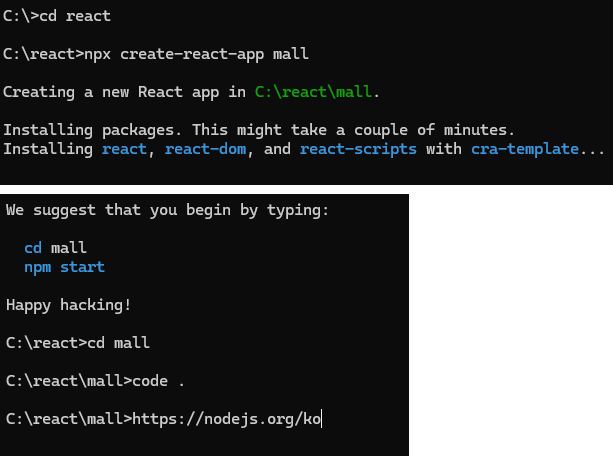 C:\>cd react
C:\react>npx create-react-app mall
Creating a new React app in C:\react\mall.
Installing packages. This might take a couple of minutes.
Installing react, react-dom, and react-scripts with cra-template...
We suggest that you begin by typing:
cd mall
npm start
Happy hacking!
C:\react>cd mall
C:\react\mall>code .
C:\react\mall>https://nodejs.org/ko